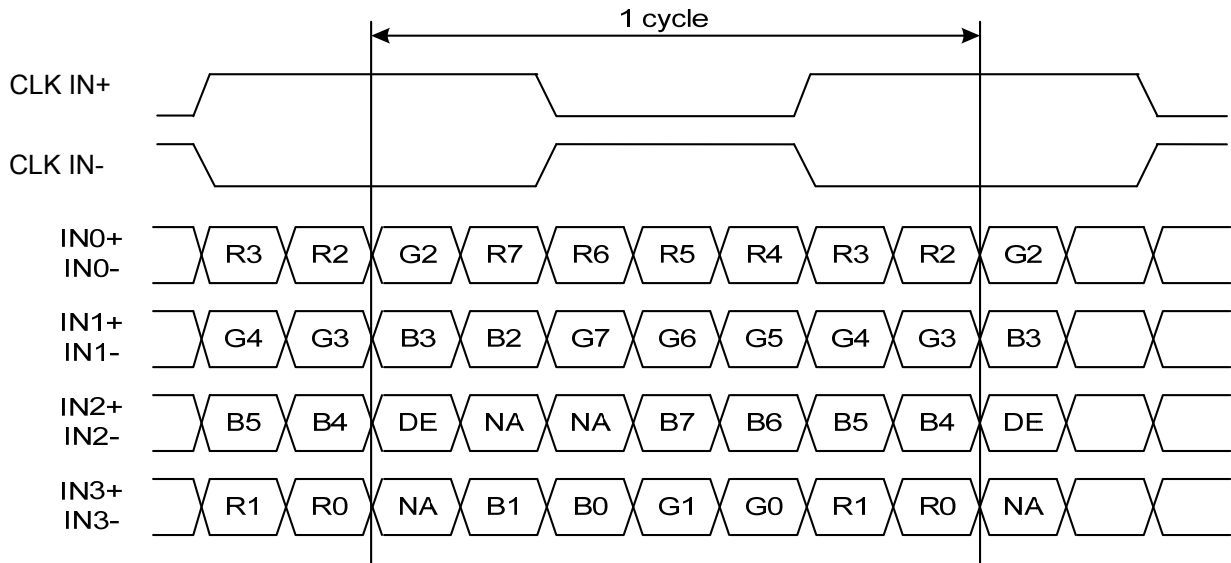 1 cycle
CLK IN+
CLK IN-
IN0+
IN0-
R3 R2 G2 R7 R6 R5 R4 R3 R2 G2
IN1+
IN1-
G4 G3 B3 B2 G7 G6 G5 G4 G3 B3
IN2+
IN2-
B5 B4 DE NA NA B7 B6 B5 B4 DE
IN3+
IN3-
R1 R0 NA B1 B0 G1 G0 R1 R0 NA